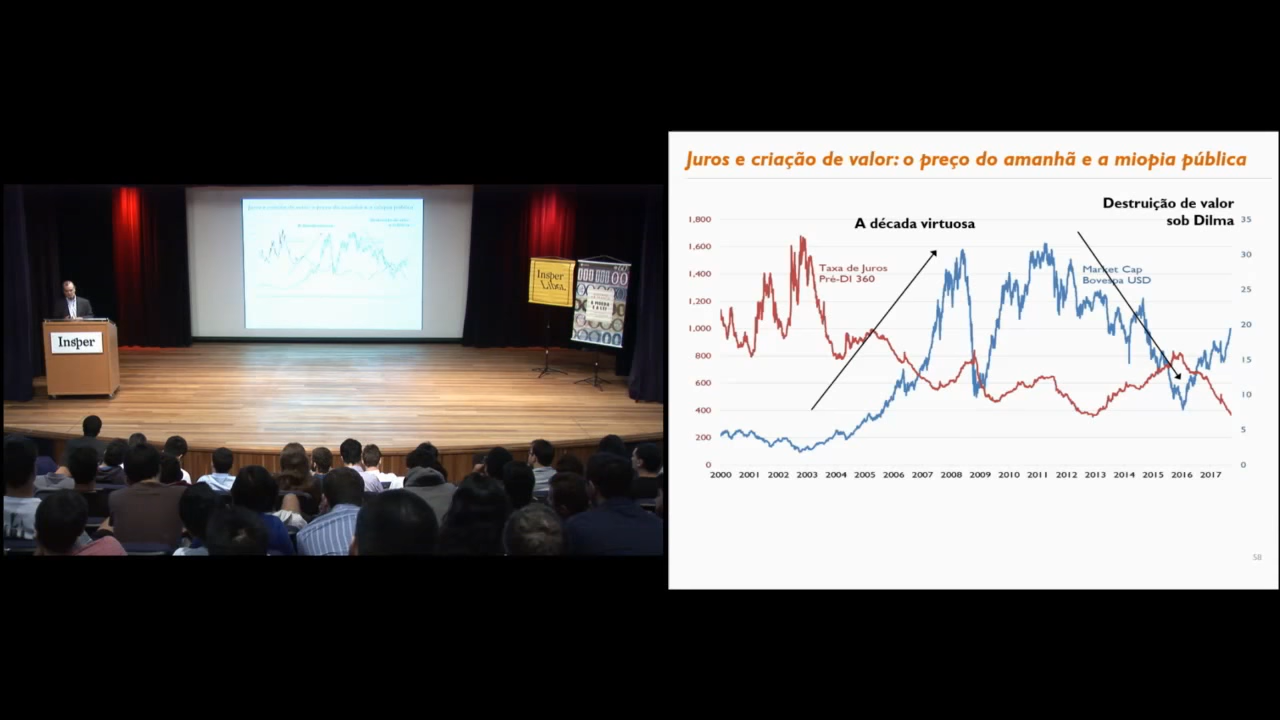 Juros e criação de valor: o preço do amanhã e a miopia pública
Destruição de valor
sob Dilma
A década virtuosa
1,800
1,600
1,400
1,200
1,000
800
600
400
200
0
35
30
25
20
15
10
5
0
Taxa de Juros
Pré-DI 360
Market Cap
Bovespa USD
2000 2001 2002 2003 2004 2005 2006 2007 2008 2009 2010 2011 2012 2013 2014 2015 2016 2017
58
Insper
Insper